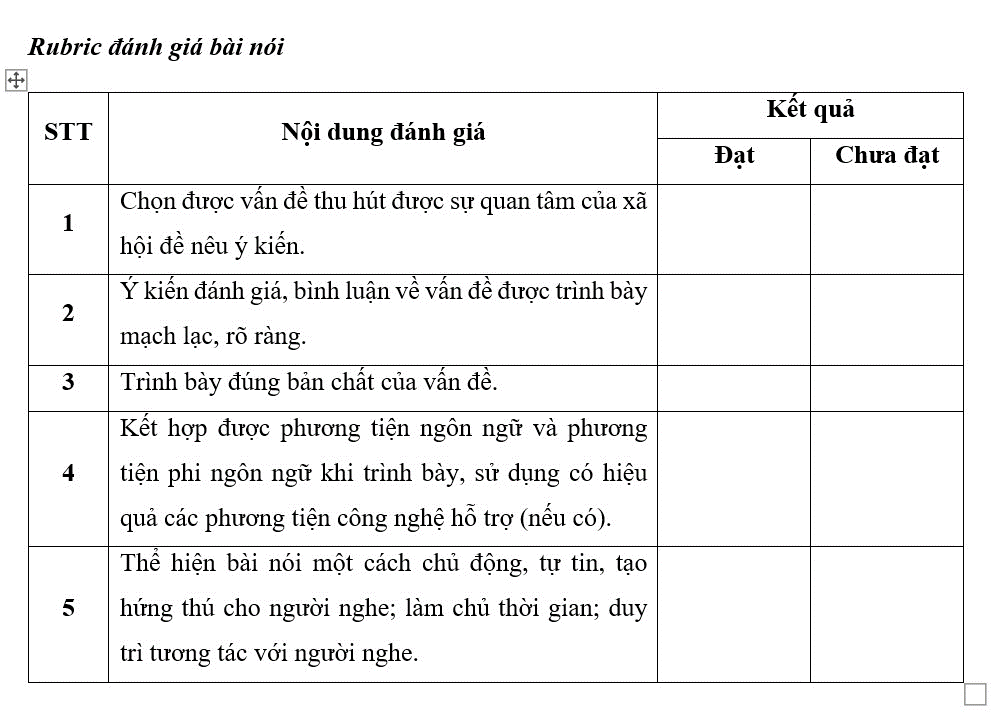 Rubric đánh giá bài nói
STT
Nội dung đánh giá
Kết quả
Đạt
Chưa đạt
1
Chọn được vấn đề thu hút được sự quan tâm của xã
hội đề nêu ý kiến.
2
Ý kiến đánh giá, bình luận về vấn đề được trình bày
mạch lạc, rõ ràng.
3
Trình bày đúng bản chất của vấn đề.
4
Kết hợp được phương tiện ngôn ngữ và phương
tiện phi ngôn ngữ khi trình bày, sử dụng có hiệu
quả các phương tiện công nghệ hỗ trợ (nếu có).
5
Thể hiện bài nói một cách chủ động, tự tin, tạo
hứng thú cho người nghe; làm chủ thời gian; duy
trì tương tác với người nghe.